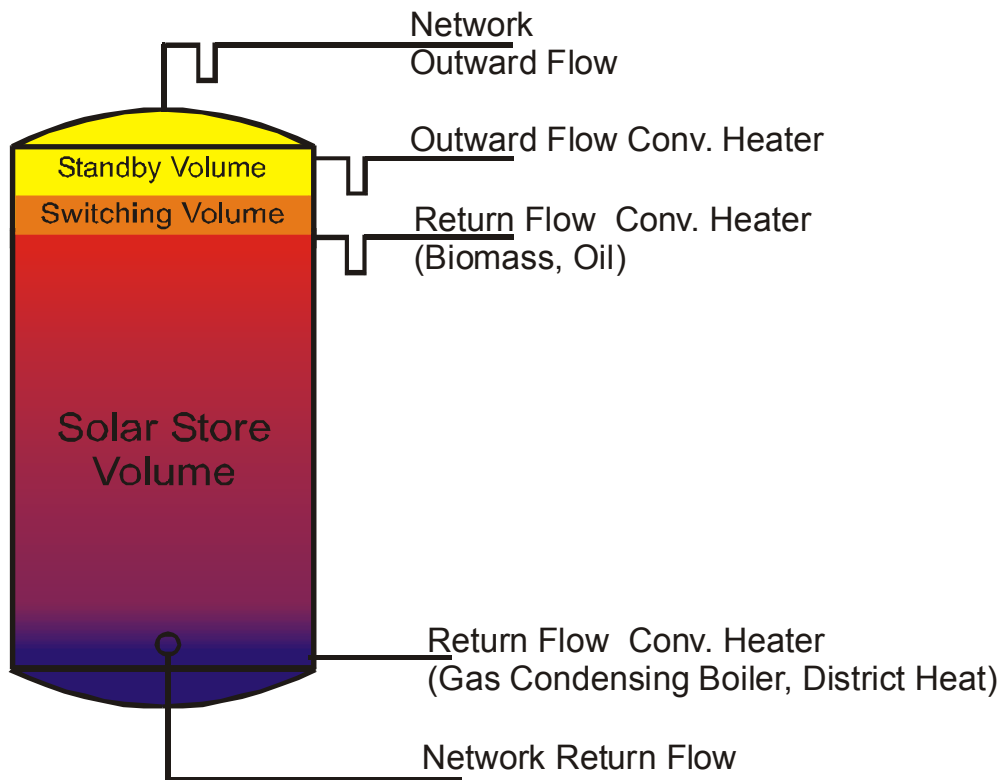 Network
Outward Flow
Outward Flow Conv. Heater
Standby Volume
Switching Volume
Return Flow Conv. Heater
(Biomass, Oil)
Solar Store
Volume
Return Flow Conv. Heater
(Gas Condensing Boiler, District Heat)
Network Return Flow